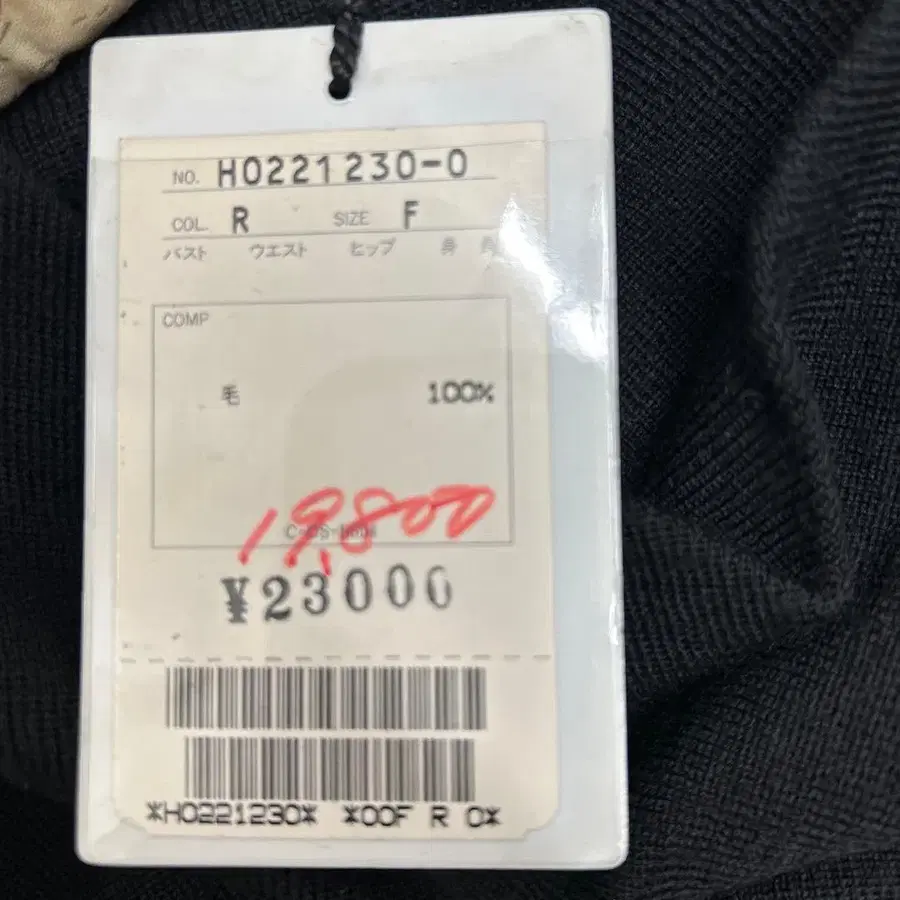 NO. H0221230-0
COL. R SIZE F
バスト ウエスト ヒップ 身
COMP
毛 100%
19,800
¥23000
*H0221230* *00F R 0*